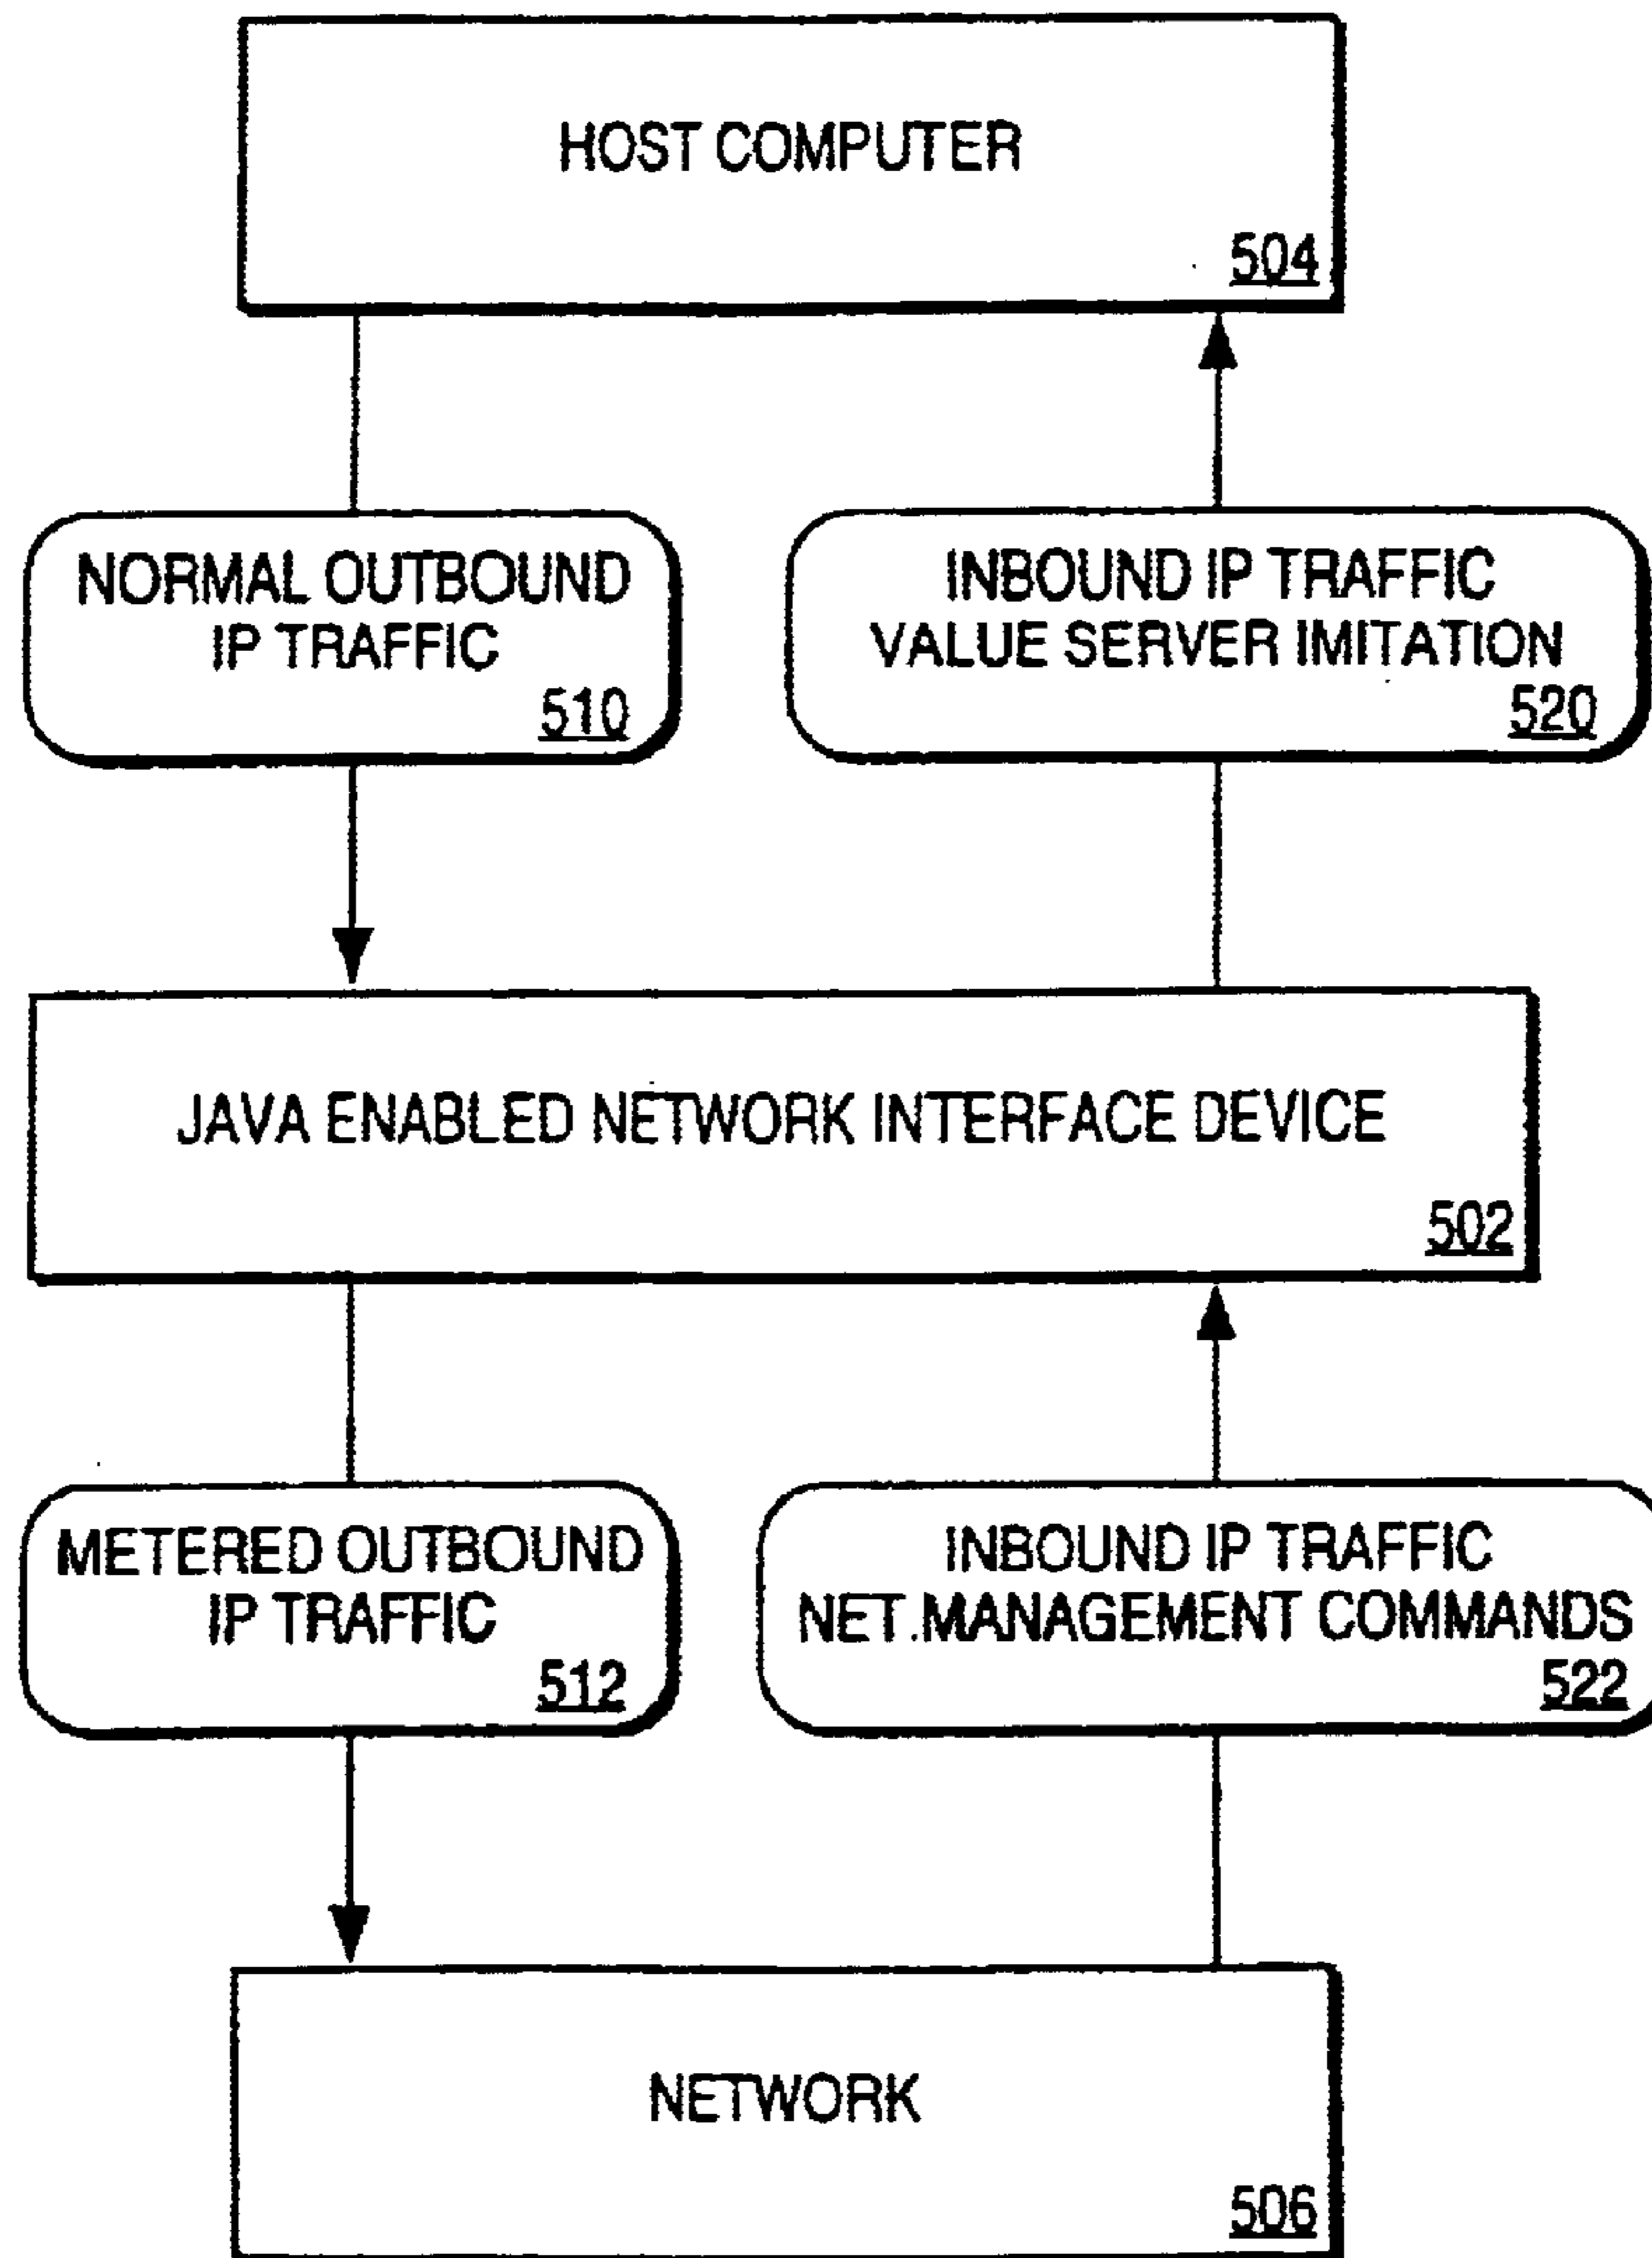 HOST COMPUTER
504
NORMAL OUTBOUND
IP TRAFFIC
510
INBOUND IP TRAFFIC
VALUE SERVER IMITATION
520
JAVA ENABLED NETWORK INTERFACE DEVICE
502
METERED OUTBOUND
IP TRAFFIC
512
INBOUND IP TRAFFIC
NET.MANAGEMENT COMMANDS
522
NETWORK
506